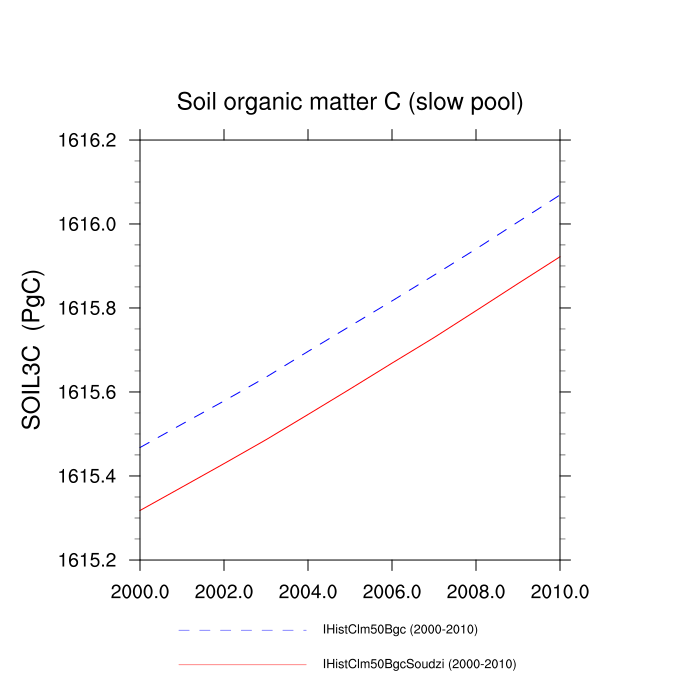 Soil organic matter C (slow pool)
SOIL3C (PgC)
1616.2
1616.0
1615.8
1615.6
1615.4
1615.2
2000.0 2002.0 2004.0 2006.0 2008.0 2010.0
IHistClm50Bgc (2000-2010)
IHistClm50BgcSoudzi (2000-2010)